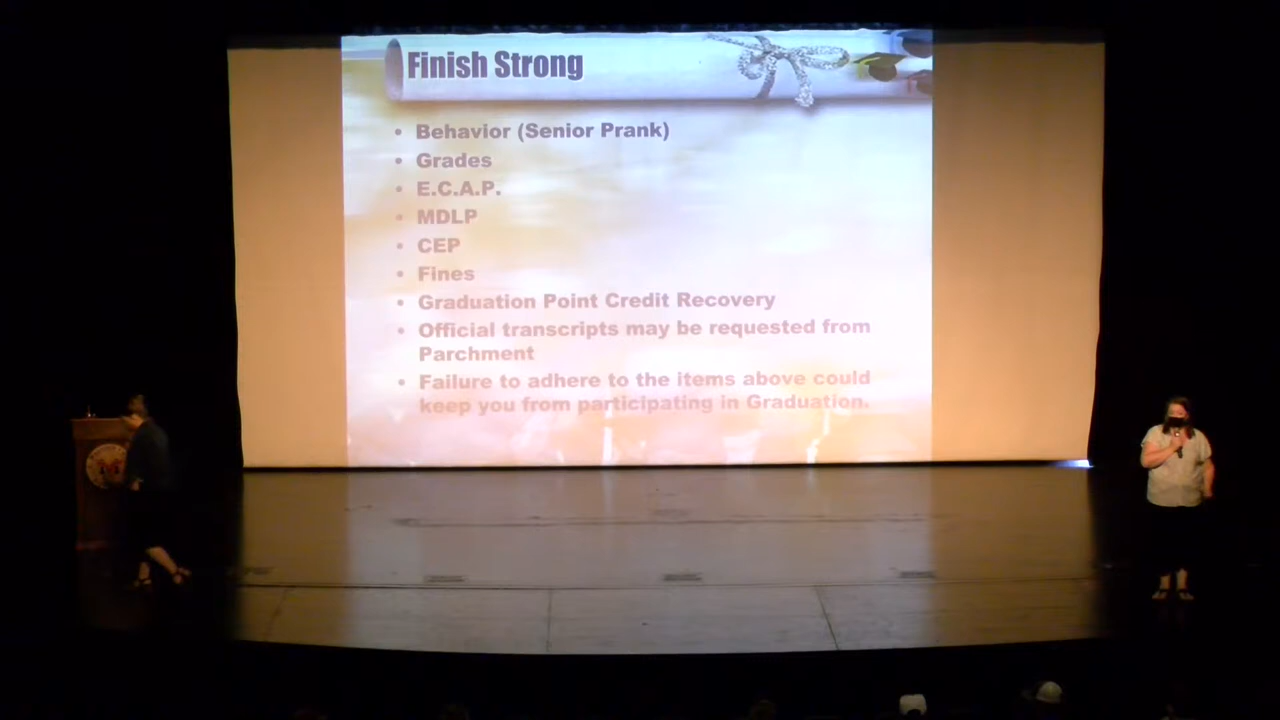 Finish Strong
• Behavior (Senior Prank)
• Grades
• E.C.A.P.
• MDLP
• CEP
• Fines
• Graduation Point Credit Recovery
• Official transcripts may be requested from
Parchment
• Failure to adhere to the items above could
keep you from participating in Graduation.